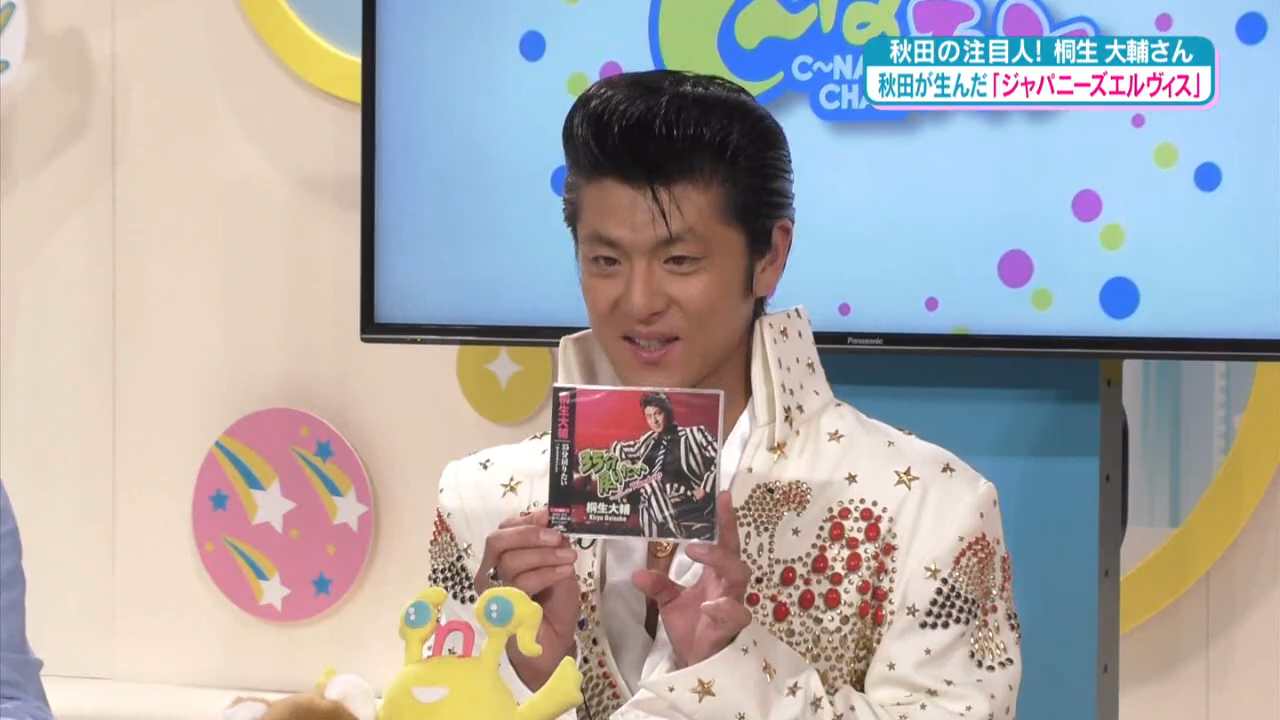 C〜NA
CHA
秋田の注目人! 桐生 大輔さん
秋田が生んだ「ジャパニーズエルヴィス」
Panasonic
桐生大輔
桐生大輔
Kiryu Daisuke